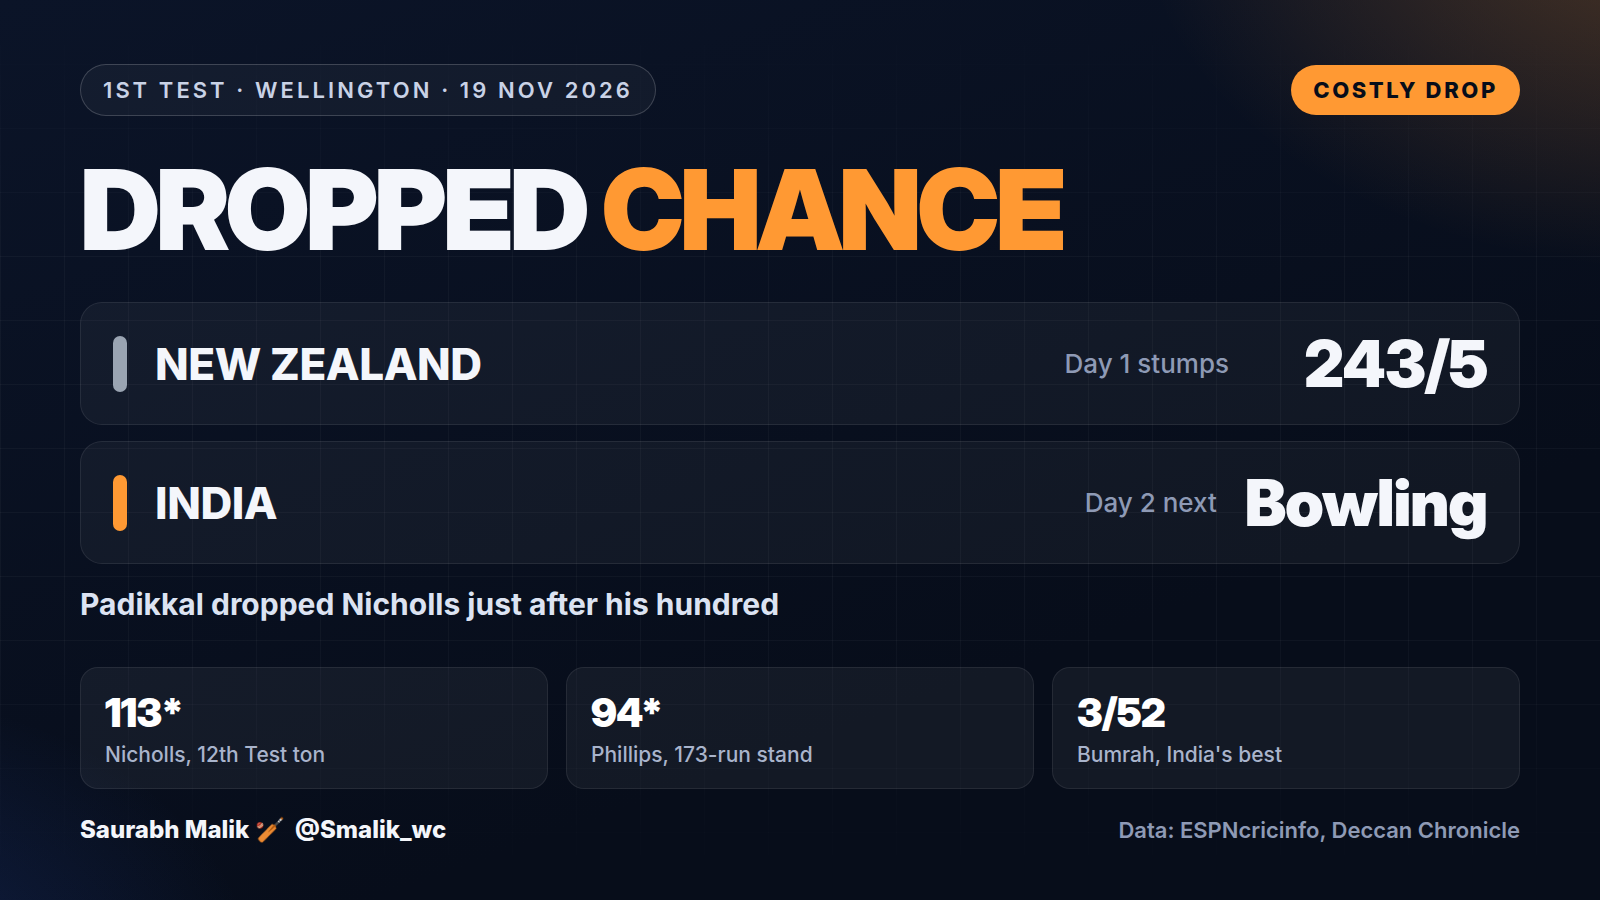 1ST TEST · WELLINGTON · 19 NOV 2026
COSTLY DROP
DROPPED CHANCE
NEW ZEALAND Day 1 stumps 243/5
INDIA Day 2 next Bowling
Padikkal dropped Nicholls just after his hundred
113*
Nicholls, 12th Test ton
94*
Phillips, 173-run stand
3/52
Bumrah, India's best
Saurabh Malik 🏏 @Smalik_wc
Data: ESPNcricinfo, Deccan Chronicle